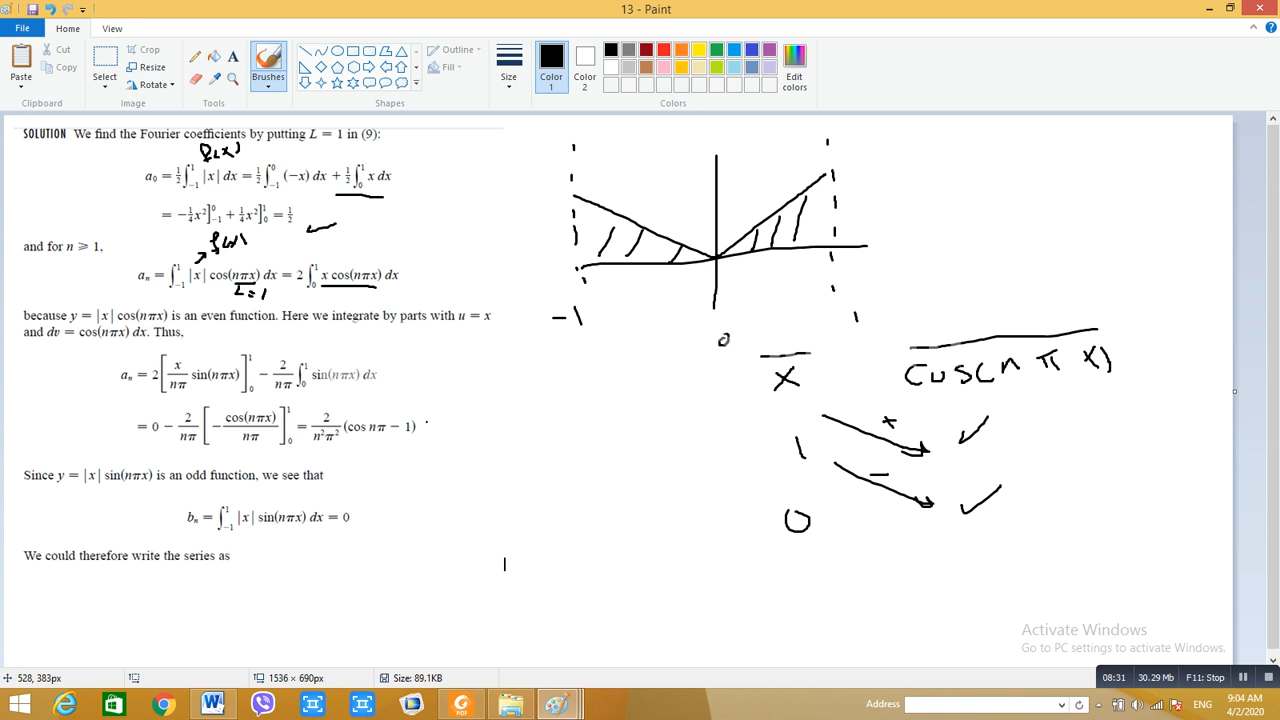 13 - Paint
File Home View
Paste Cut Copy Clipboard
Select Crop Resize Rotate Image
Tools
Brushes
Shapes Outline Fill
Size
Color 1 Color 2 Edit colors Colors
SOLUTION We find the Fourier coefficients by putting L = 1 in (9):
f(x)
a₀ = ½ ∫₋₁¹ |x| dx = ½ ∫₋₁⁰ (−x) dx + ½ ∫₀¹ x dx
= −¼x²]₋₁⁰ + ¼x²]₀¹ = ½
f(x)
and for n ⩾ 1,
aₙ = ∫₋₁¹ |x| cos(nπx) dx = 2 ∫₀¹ x cos(nπx) dx
L=1
because y = |x| cos(nπx) is an even function. Here we integrate by parts with u = x
and dv = cos(nπx) dx. Thus,
aₙ = 2[x/nπ sin(nπx)]₀¹ − 2/nπ ∫₀¹ sin(nπx) dx
= 0 − 2/nπ [−cos(nπx)/nπ]₀¹ = 2/n²π² (cos nπ − 1)
Since y = |x| sin(nπx) is an odd function, we see that
bₙ = ∫₋₁¹ |x| sin(nπx) dx = 0
We could therefore write the series as
-1 0 1
x cos(n π x)
+
1
−
0
Activate Windows
Go to PC settings to activate Windows.
528, 383px 1536 × 690px Size: 89.1KB
08:31 30.29 Mb F11: Stop
Address ENG 9:04 AM
4/2/2020